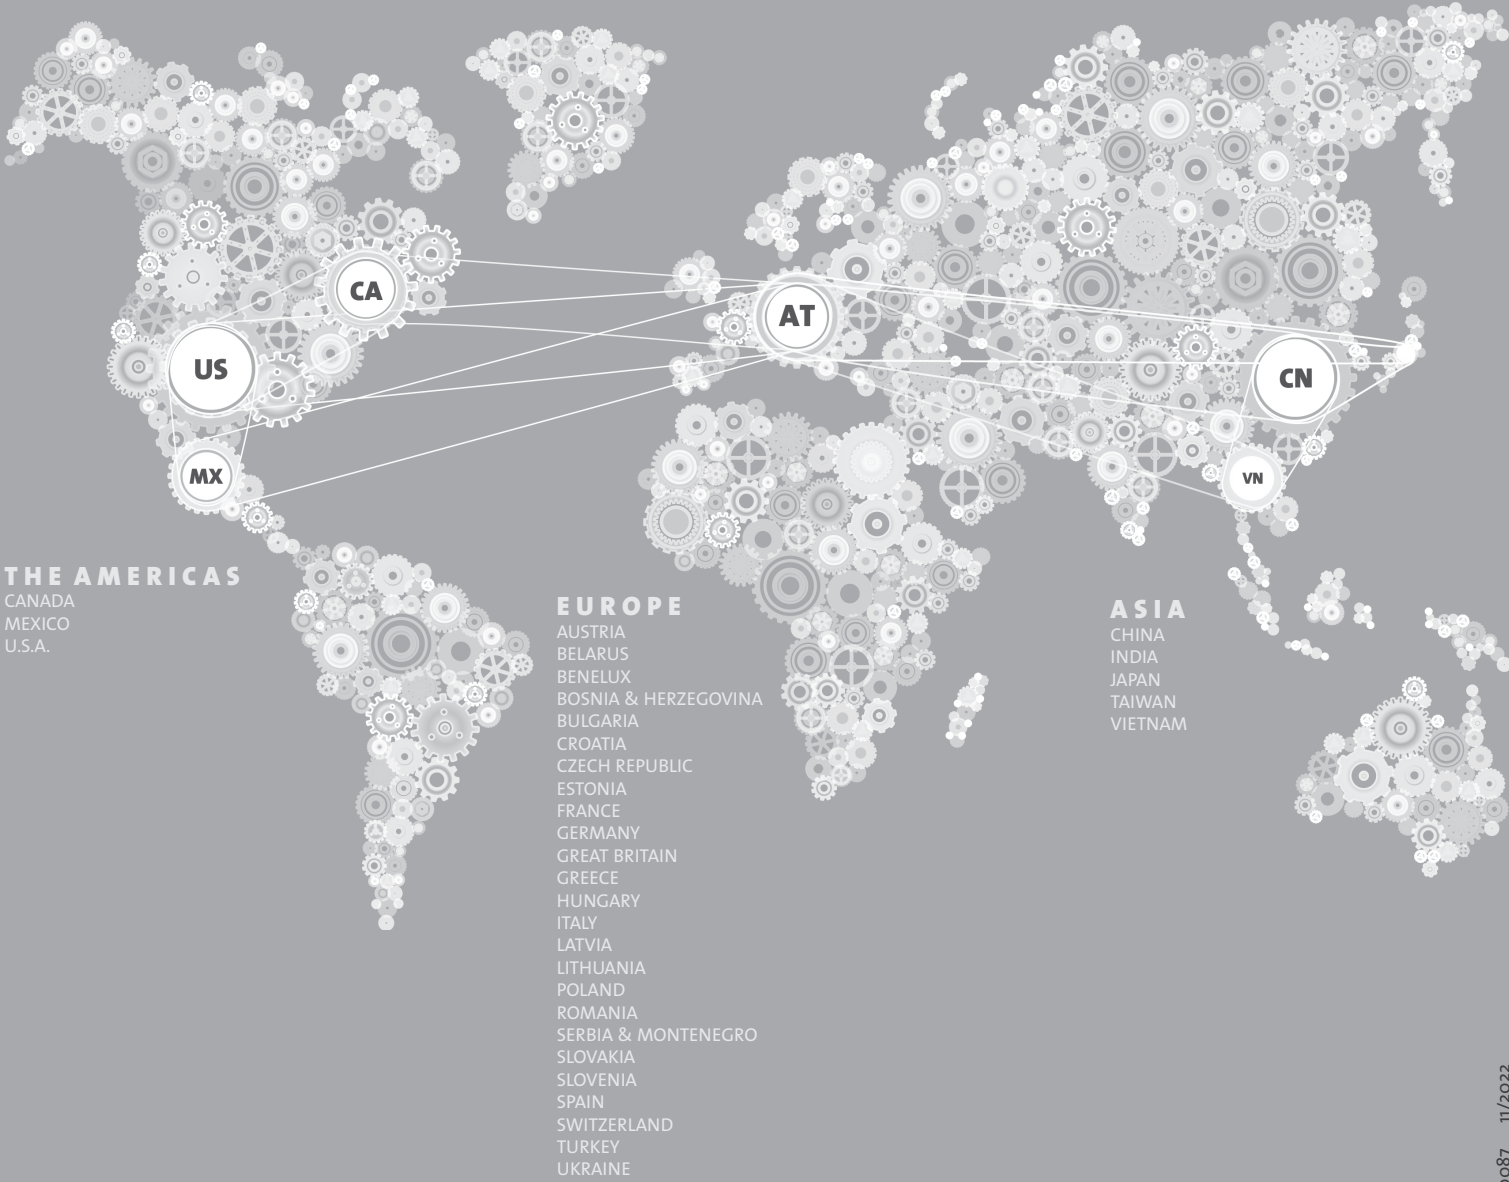 CA
US
MX
AT
CN
VN
THE AMERICAS
CANADA
MEXICO
U.S.A.
EUROPE
AUSTRIA
BELARUS
BENELUX
BOSNIA & HERZEGOVINA
BULGARIA
CROATIA
CZECH REPUBLIC
ESTONIA
FRANCE
GERMANY
GREAT BRITAIN
GREECE
HUNGARY
ITALY
LATVIA
LITHUANIA
POLAND
ROMANIA
SERBIA & MONTENEGRO
SLOVAKIA
SLOVENIA
SPAIN
SWITZERLAND
TURKEY
UKRAINE
ASIA
CHINA
INDIA
JAPAN
TAIWAN
VIETNAM
11/2022